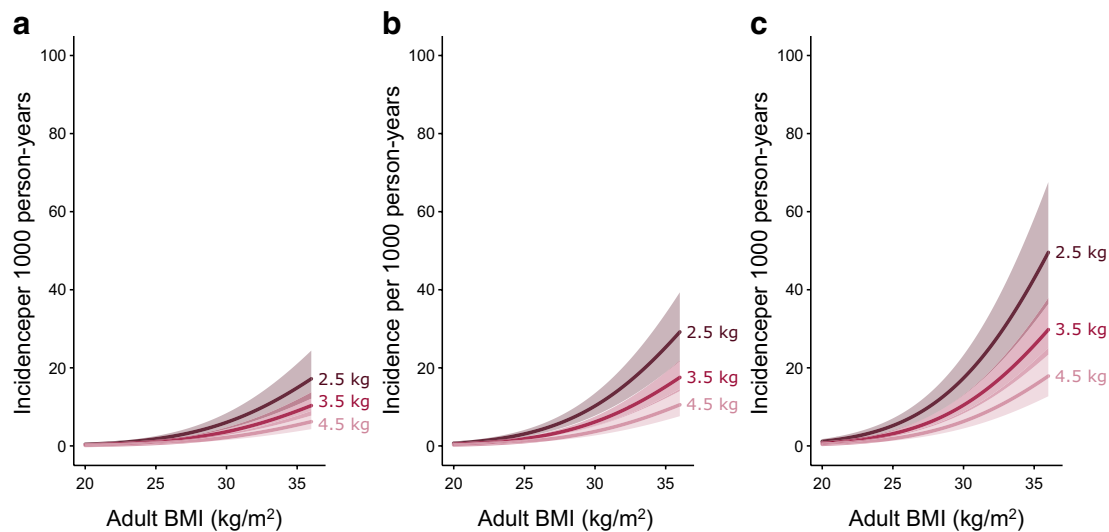 a
Incidenceper 1000 person-years
100
80
60
40
20
0
20
25
30
35
Adult BMI (kg/m²)
2.5 kg
3.5 kg
4.5 kg
b
Incidence per 1000 person-years
100
80
60
40
20
0
20
25
30
35
Adult BMI (kg/m²)
2.5 kg
3.5 kg
4.5 kg
c
Incidenceper 1000 person-years
100
80
60
40
20
0
20
25
30
35
Adult BMI (kg/m²)
2.5 kg
3.5 kg
4.5 kg